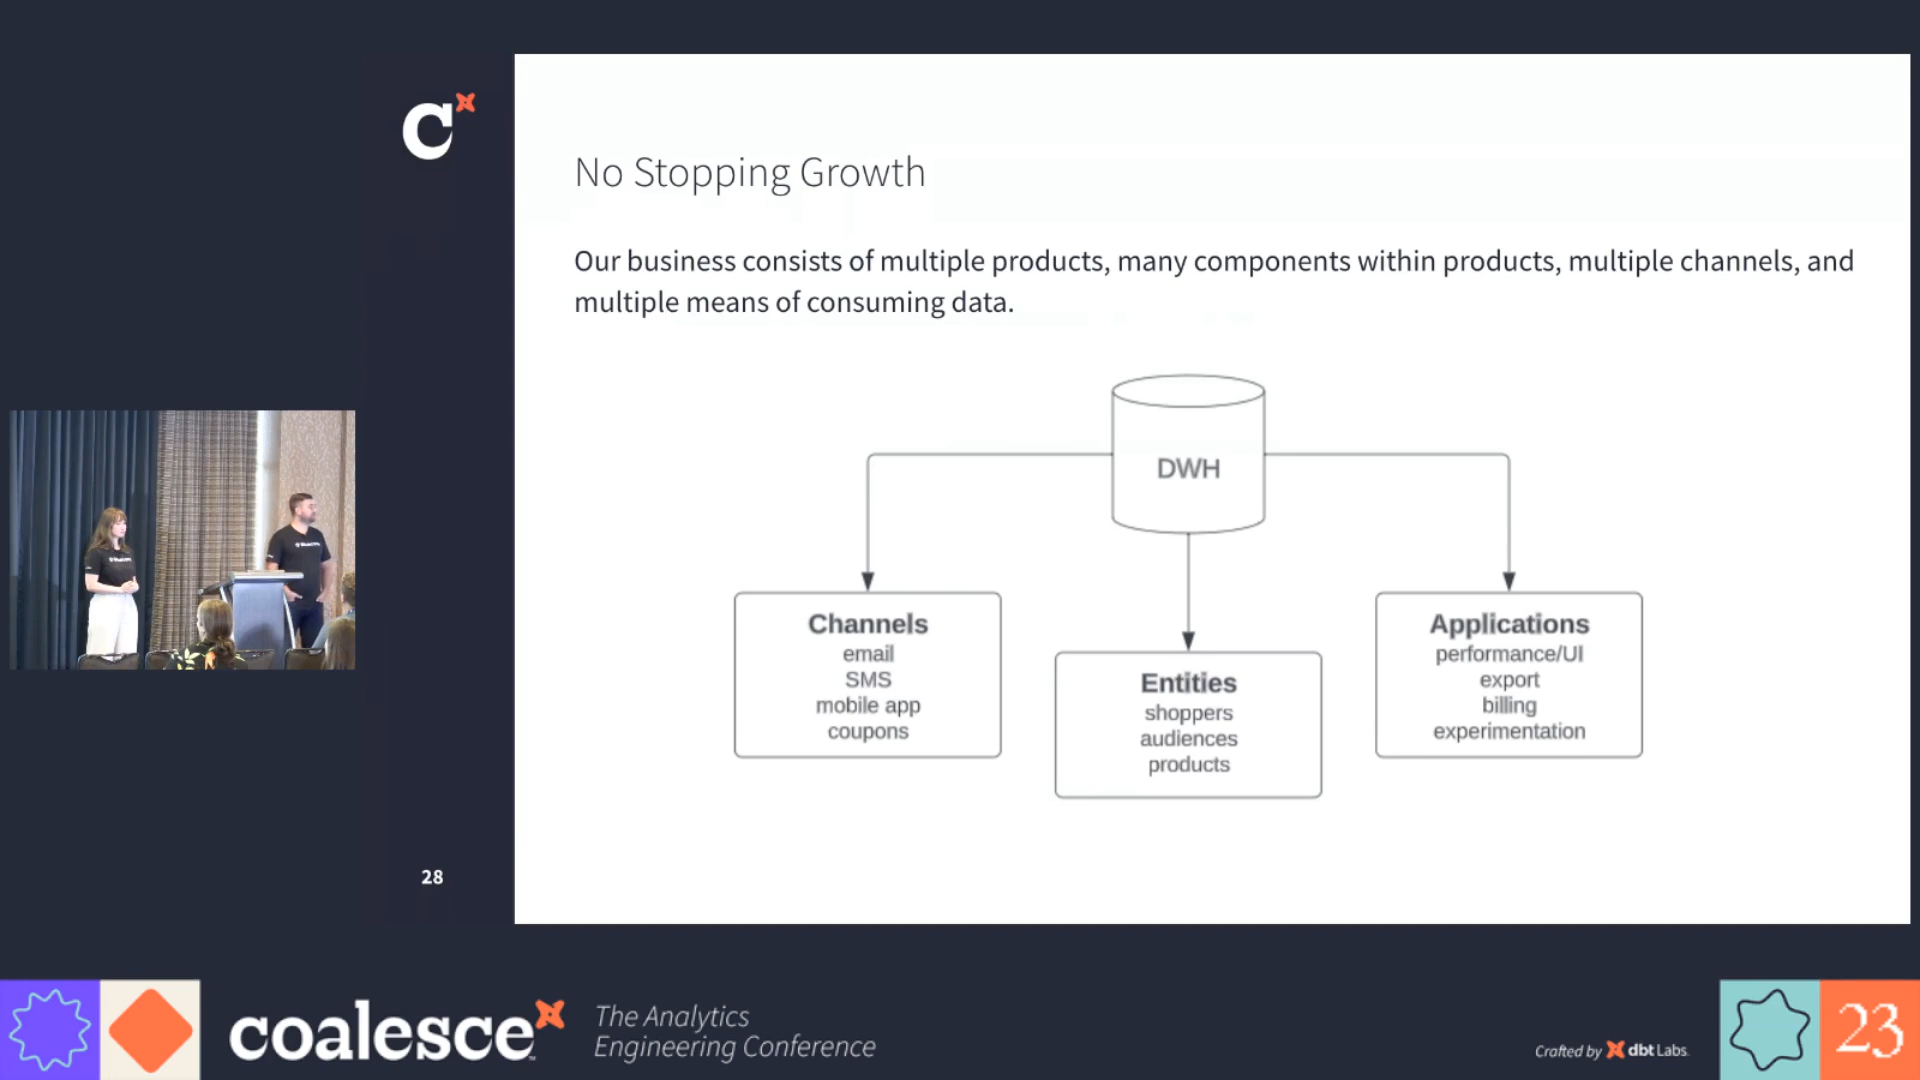 C
No Stopping Growth
Our business consists of multiple products, many components within products, multiple channels, and
multiple means of consuming data.
DWH
Channels
email
SMS
mobile app
coupons
Entities
shoppers
audiences
products
Applications
performance/UI
export
billing
experimentation
28
coalesce
The Analytics
Engineering Conference
Crafted by dbt Labs
23